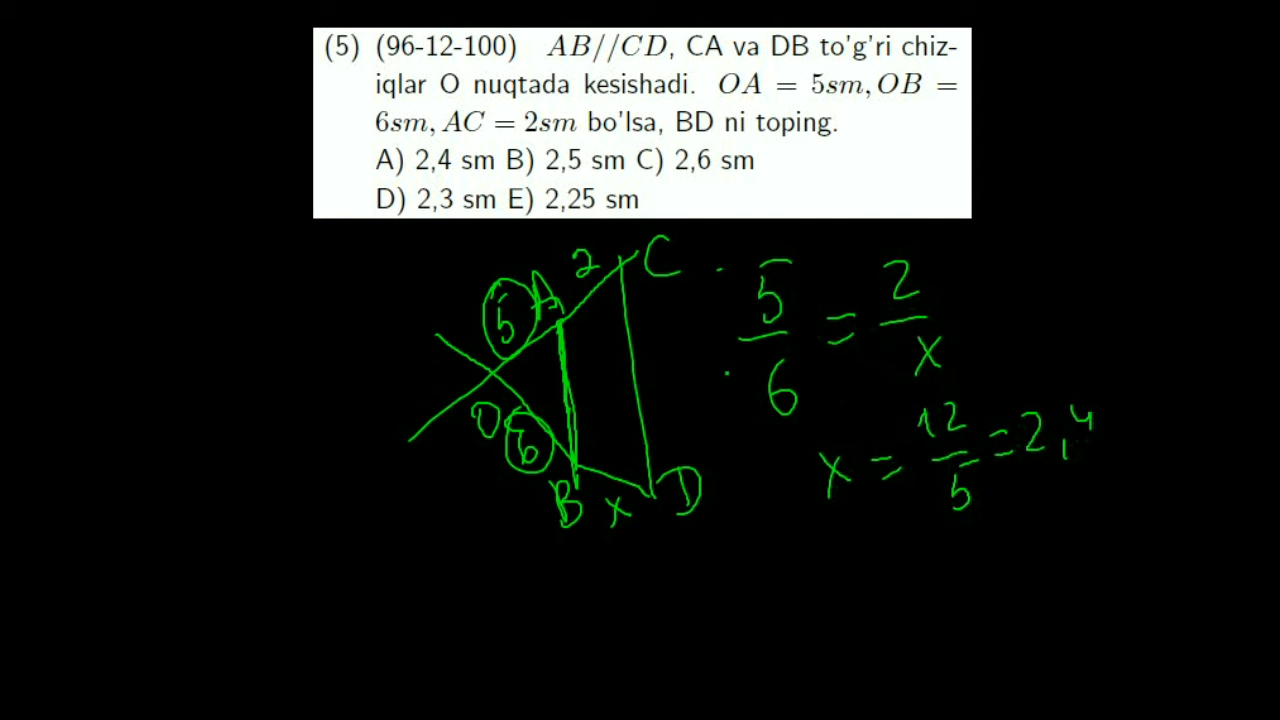 (5) (96-12-100) AB//CD, CA va DB to'g'ri chiz-
iqlar O nuqtada kesishadi. OA = 5sm, OB =
6sm, AC = 2sm bo'lsa, BD ni toping.
A) 2,4 sm B) 2,5 sm C) 2,6 sm
D) 2,3 sm E) 2,25 sm
2 C
5 A
O 6
B x D
5/6 = 2/x
x = 12/5 = 2,4